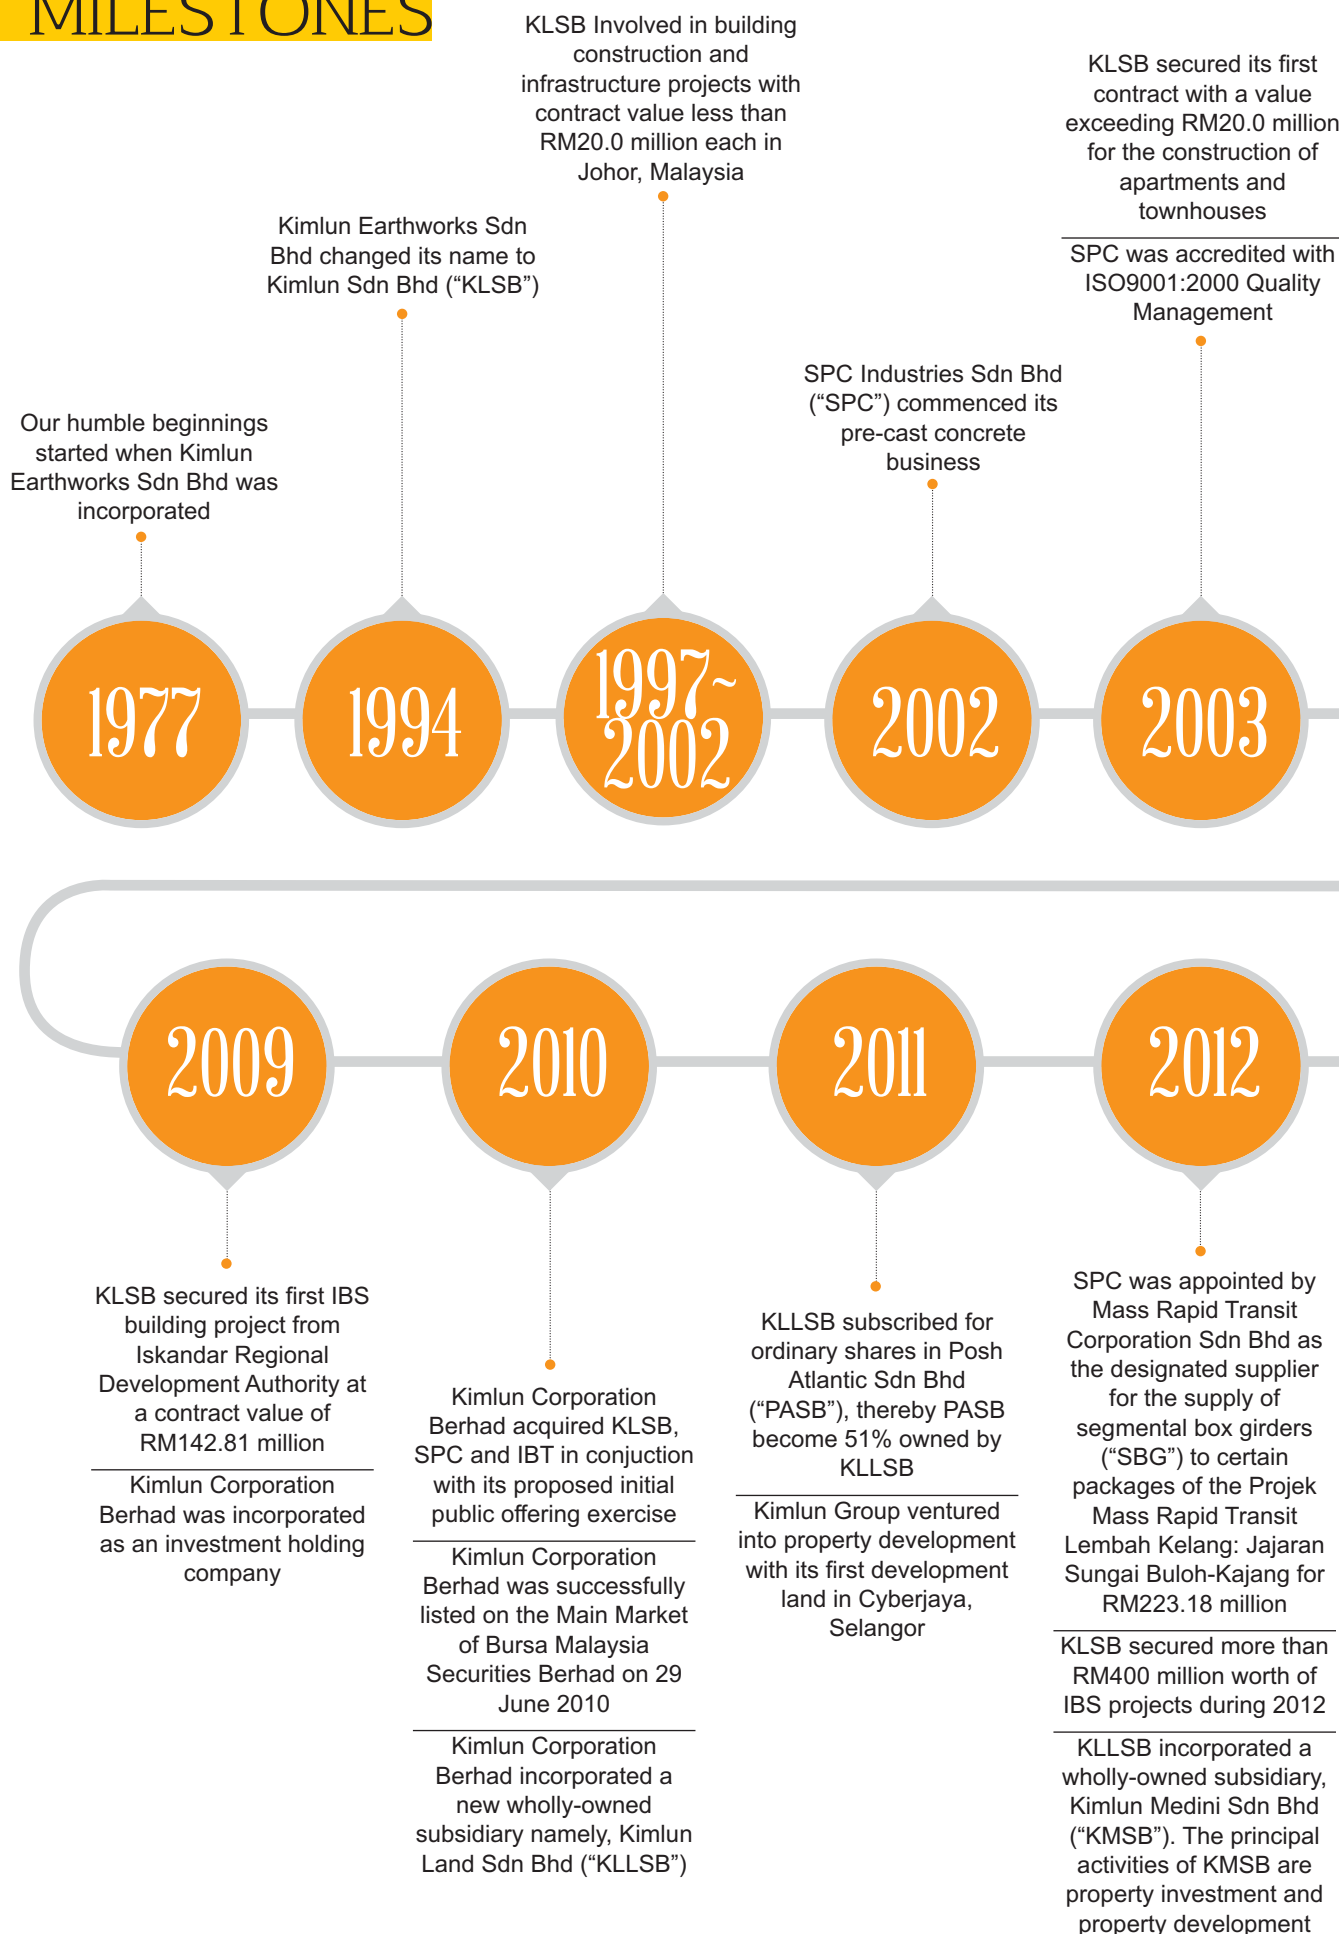 MILESTONES
KLSB Involved in building
construction and
infrastructure projects with
contract value less than
RM20.0 million each in
Johor, Malaysia
KLSB secured its first
contract with a value
exceeding RM20.0 million
for the construction of
apartments and
townhouses
SPC was accredited with
ISO9001:2000 Quality
Management
Kimlun Earthworks Sdn
Bhd changed its name to
Kimlun Sdn Bhd (“KLSB”)
SPC Industries Sdn Bhd
(“SPC”) commenced its
pre-cast concrete
business
Our humble beginnings
started when Kimlun
Earthworks Sdn Bhd was
incorporated
1977
1994
1997~
2002
2002
2003
2009
2010
2011
2012
KLSB secured its first IBS
building project from
Iskandar Regional
Development Authority at
a contract value of
RM142.81 million
Kimlun Corporation
Berhad was incorporated
as an investment holding
company
Kimlun Corporation
Berhad acquired KLSB,
SPC and IBT in conjuction
with its proposed initial
public offering exercise
Kimlun Corporation
Berhad was successfully
listed on the Main Market
of Bursa Malaysia
Securities Berhad on 29
June 2010
Kimlun Corporation
Berhad incorporated a
new wholly-owned
subsidiary namely, Kimlun
Land Sdn Bhd (“KLLSB”)
KLLSB subscribed for
ordinary shares in Posh
Atlantic Sdn Bhd
(“PASB”), thereby PASB
become 51% owned by
KLLSB
Kimlun Group ventured
into property development
with its first development
land in Cyberjaya,
Selangor
SPC was appointed by
Mass Rapid Transit
Corporation Sdn Bhd as
the designated supplier
for the supply of
segmental box girders
(“SBG”) to certain
packages of the Projek
Mass Rapid Transit
Lembah Kelang: Jajaran
Sungai Buloh-Kajang for
RM223.18 million
KLSB secured more than
RM400 million worth of
IBS projects during 2012
KLLSB incorporated a
wholly-owned subsidiary,
Kimlun Medini Sdn Bhd
(“KMSB”). The principal
activities of KMSB are
property investment and
property development